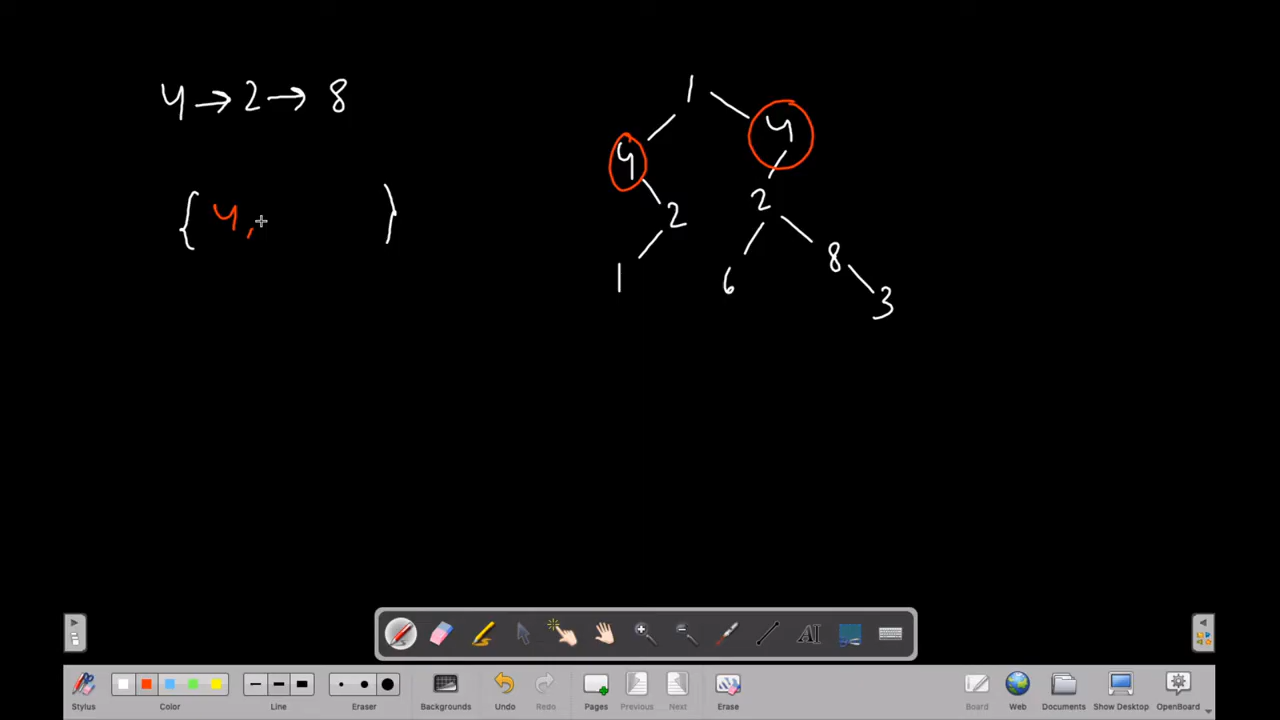 4 → 2 → 8
1
4 4
2 2
{ 4, }
1 6 8
3
Stylus Color Line Eraser Backgrounds Undo Redo Pages Previous Next Erase Board Web Documents Show Desktop OpenBoard
AI